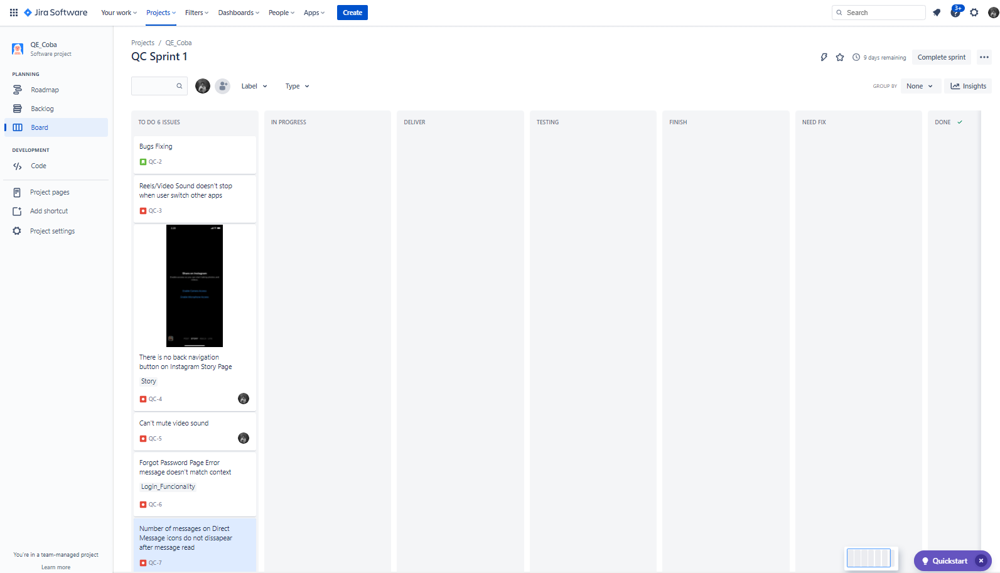 Jira Software
Your work
Projects
Filters
Dashboards
People
Apps
Create
Search
3+
QE_Coba
Software project
PLANNING
Roadmap
Backlog
Board
DEVELOPMENT
Code
Project pages
Add shortcut
Project settings
You're in a team-managed project
Learn more
Projects / QE_Coba
QC Sprint 1
9 days remaining
Complete sprint
Label
Type
GROUP BY
None
Insights
TO DO 6 ISSUES
IN PROGRESS
DELIVER
TESTING
FINISH
NEED FIX
DONE
Bugs Fixing
QC-2
Reels/Video Sound doesn't stop
when user switch other apps
QC-3
Share on Instagram
There is no back navigation
button on Instagram Story Page
Story
QC-4
Can't mute video sound
QC-5
Forgot Password Page Error
message doesn't match context
Login_Funcionality
QC-6
Number of messages on Direct
Message icons do not dissapear
after message read
QC-7
Quickstart